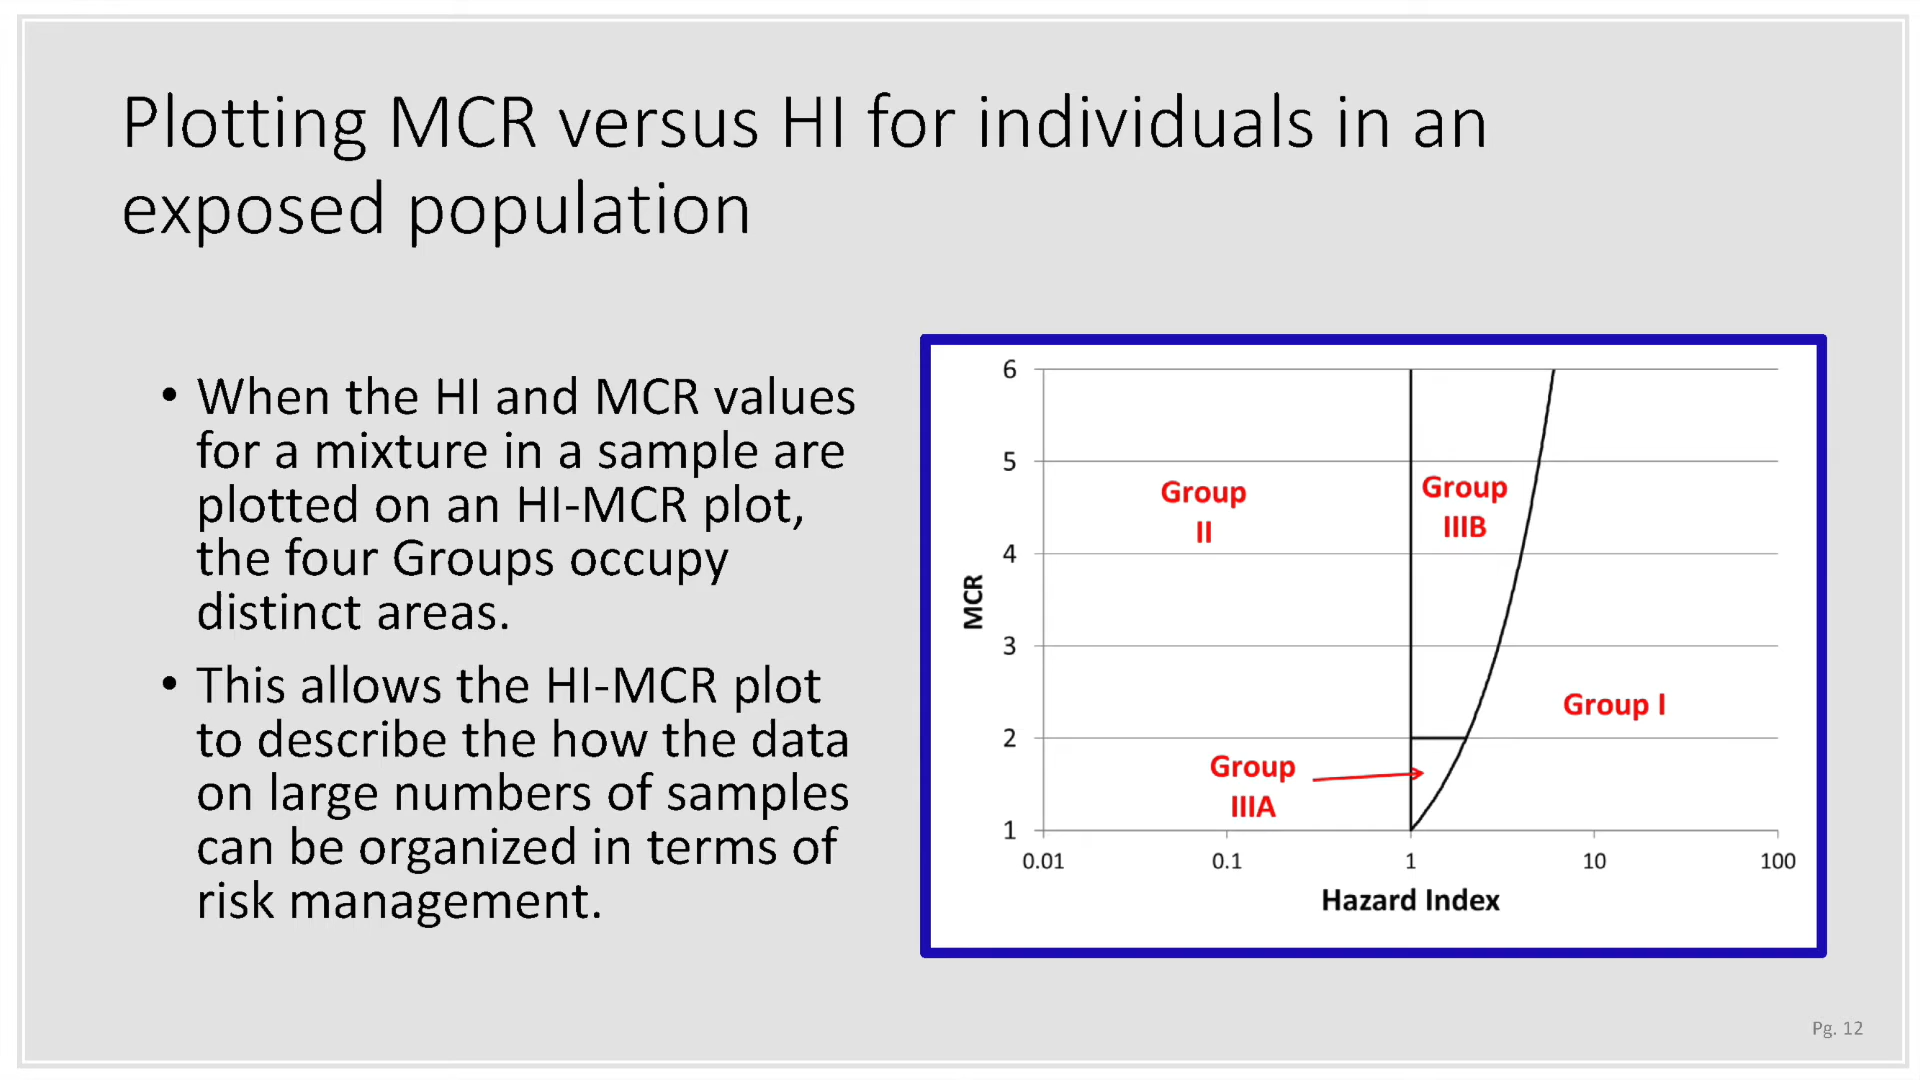 Plotting MCR versus HI for individuals in an
exposed population
• When the HI and MCR values
for a mixture in a sample are
plotted on an HI-MCR plot,
the four Groups occupy
distinct areas.
• This allows the HI-MCR plot
to describe the how the data
on large numbers of samples
can be organized in terms of
risk management.
6
5
4
3
2
1
MCR
Group
II
Group
IIIB
Group I
Group
IIIA
0.01 0.1 1 10 100
Hazard Index
Pg. 12